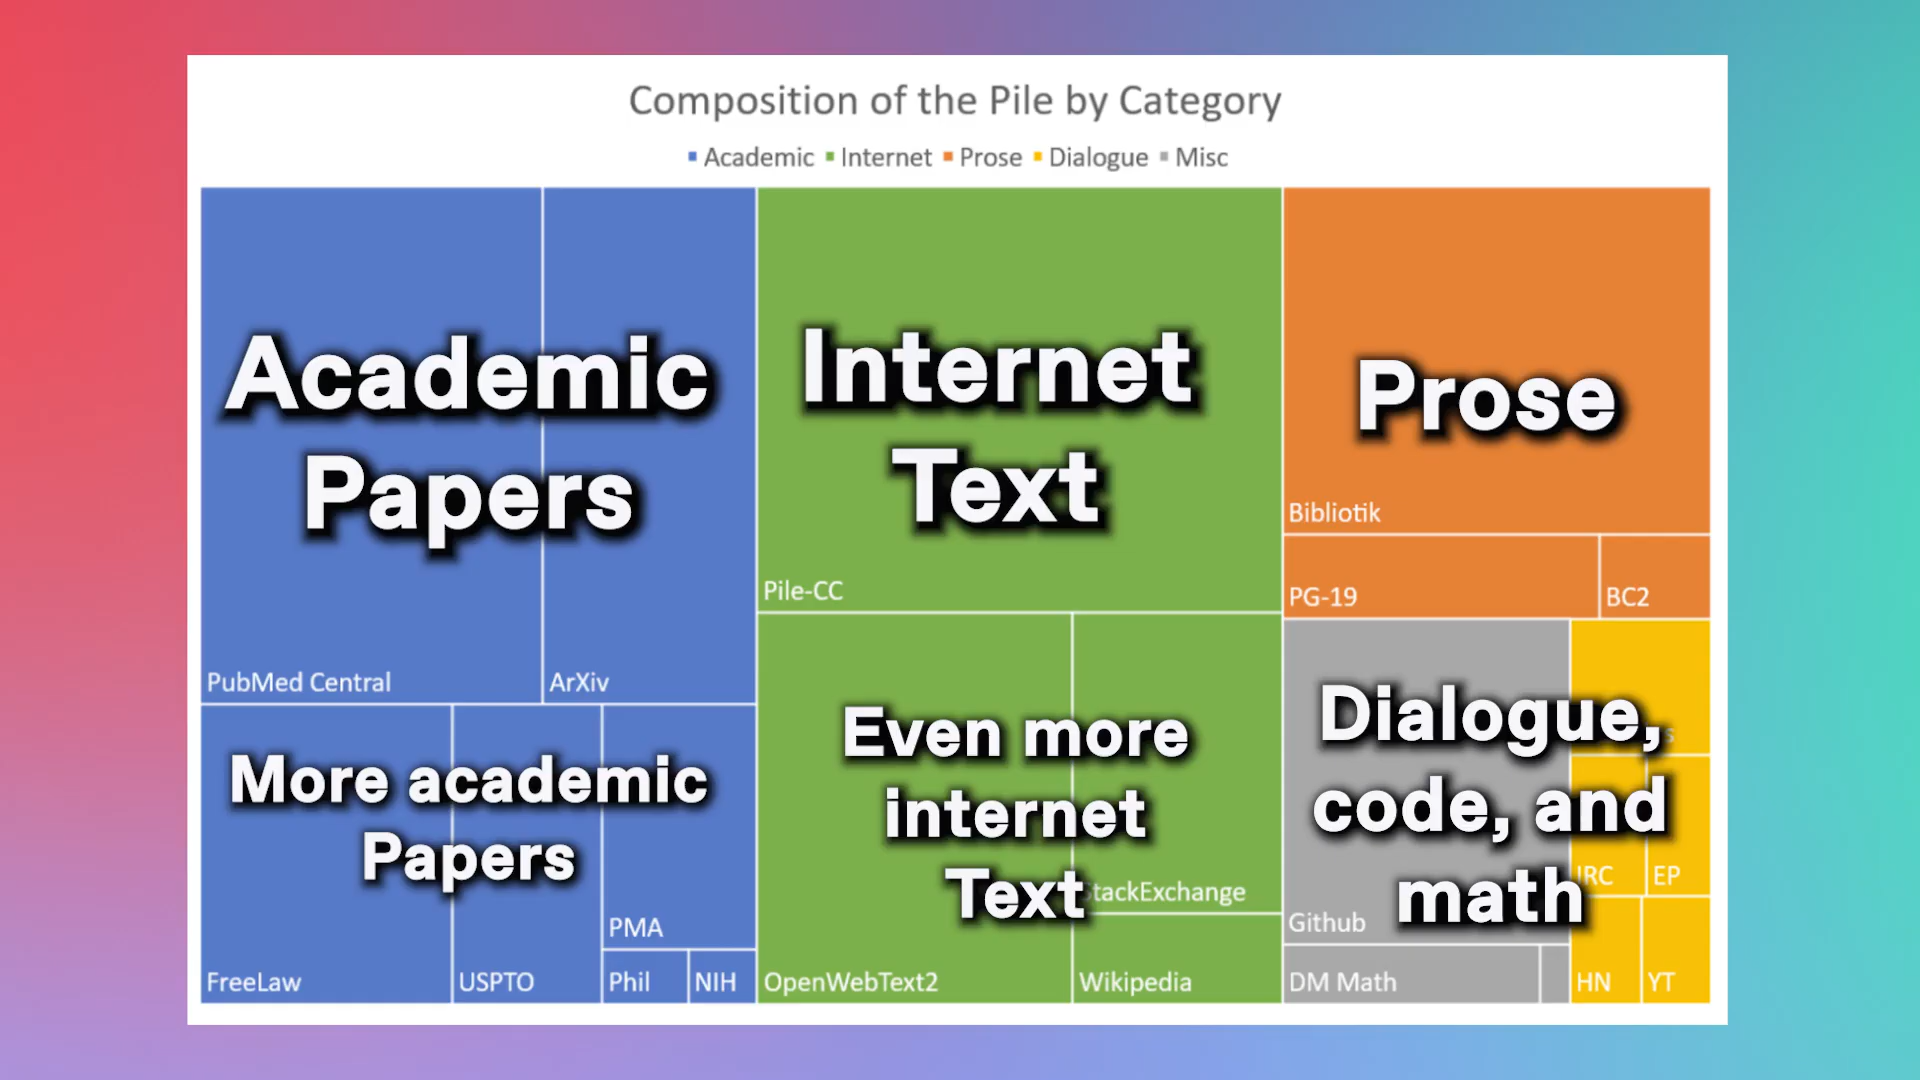 Composition of the Pile by Category
Academic Internet Prose Dialogue Misc
Academic
Papers
PubMed Central
ArXiv
More academic
Papers
PMA
FreeLaw
USPTO
Phil
NIH
Internet
Text
Pile-CC
Even more
internet
Text
OpenWebText2
Wikipedia
Prose
Bibliotik
PG-19
BC2
Dialogue,
code, and
math
Github
DM Math
EP
HN
YT